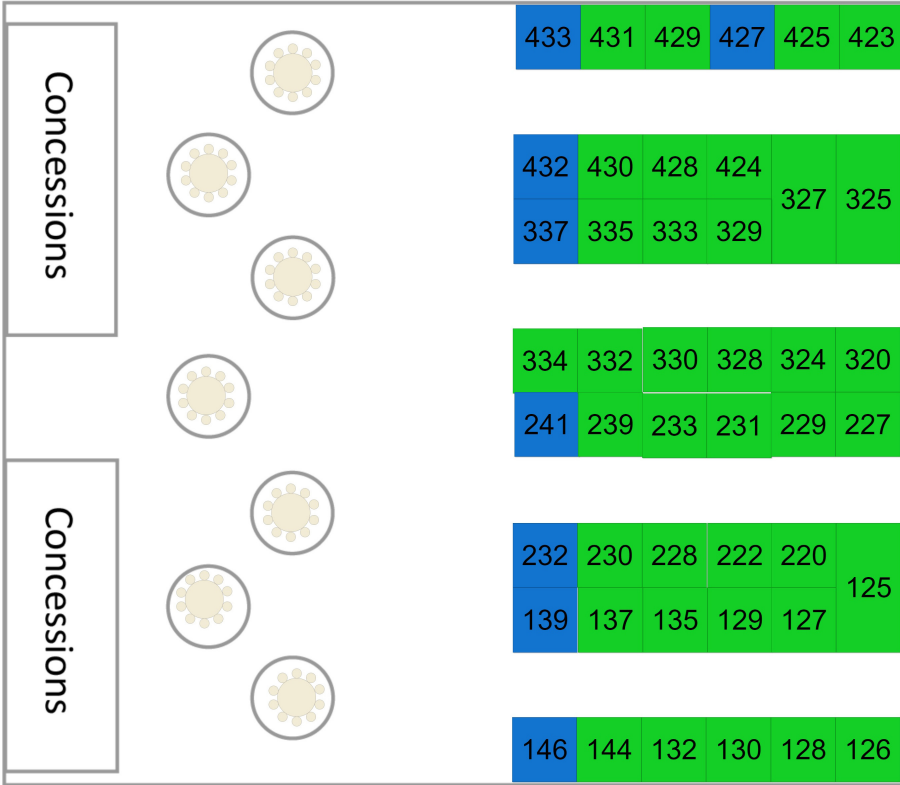 Concessions
Concessions
433 431 429 427 425 423
432 430 428 424
327 325
337 335 333 329
334 332 330 328 324 320
241 239 233 231 229 227
232 230 228 222 220
125
139 137 135 129 127
146 144 132 130 128 126